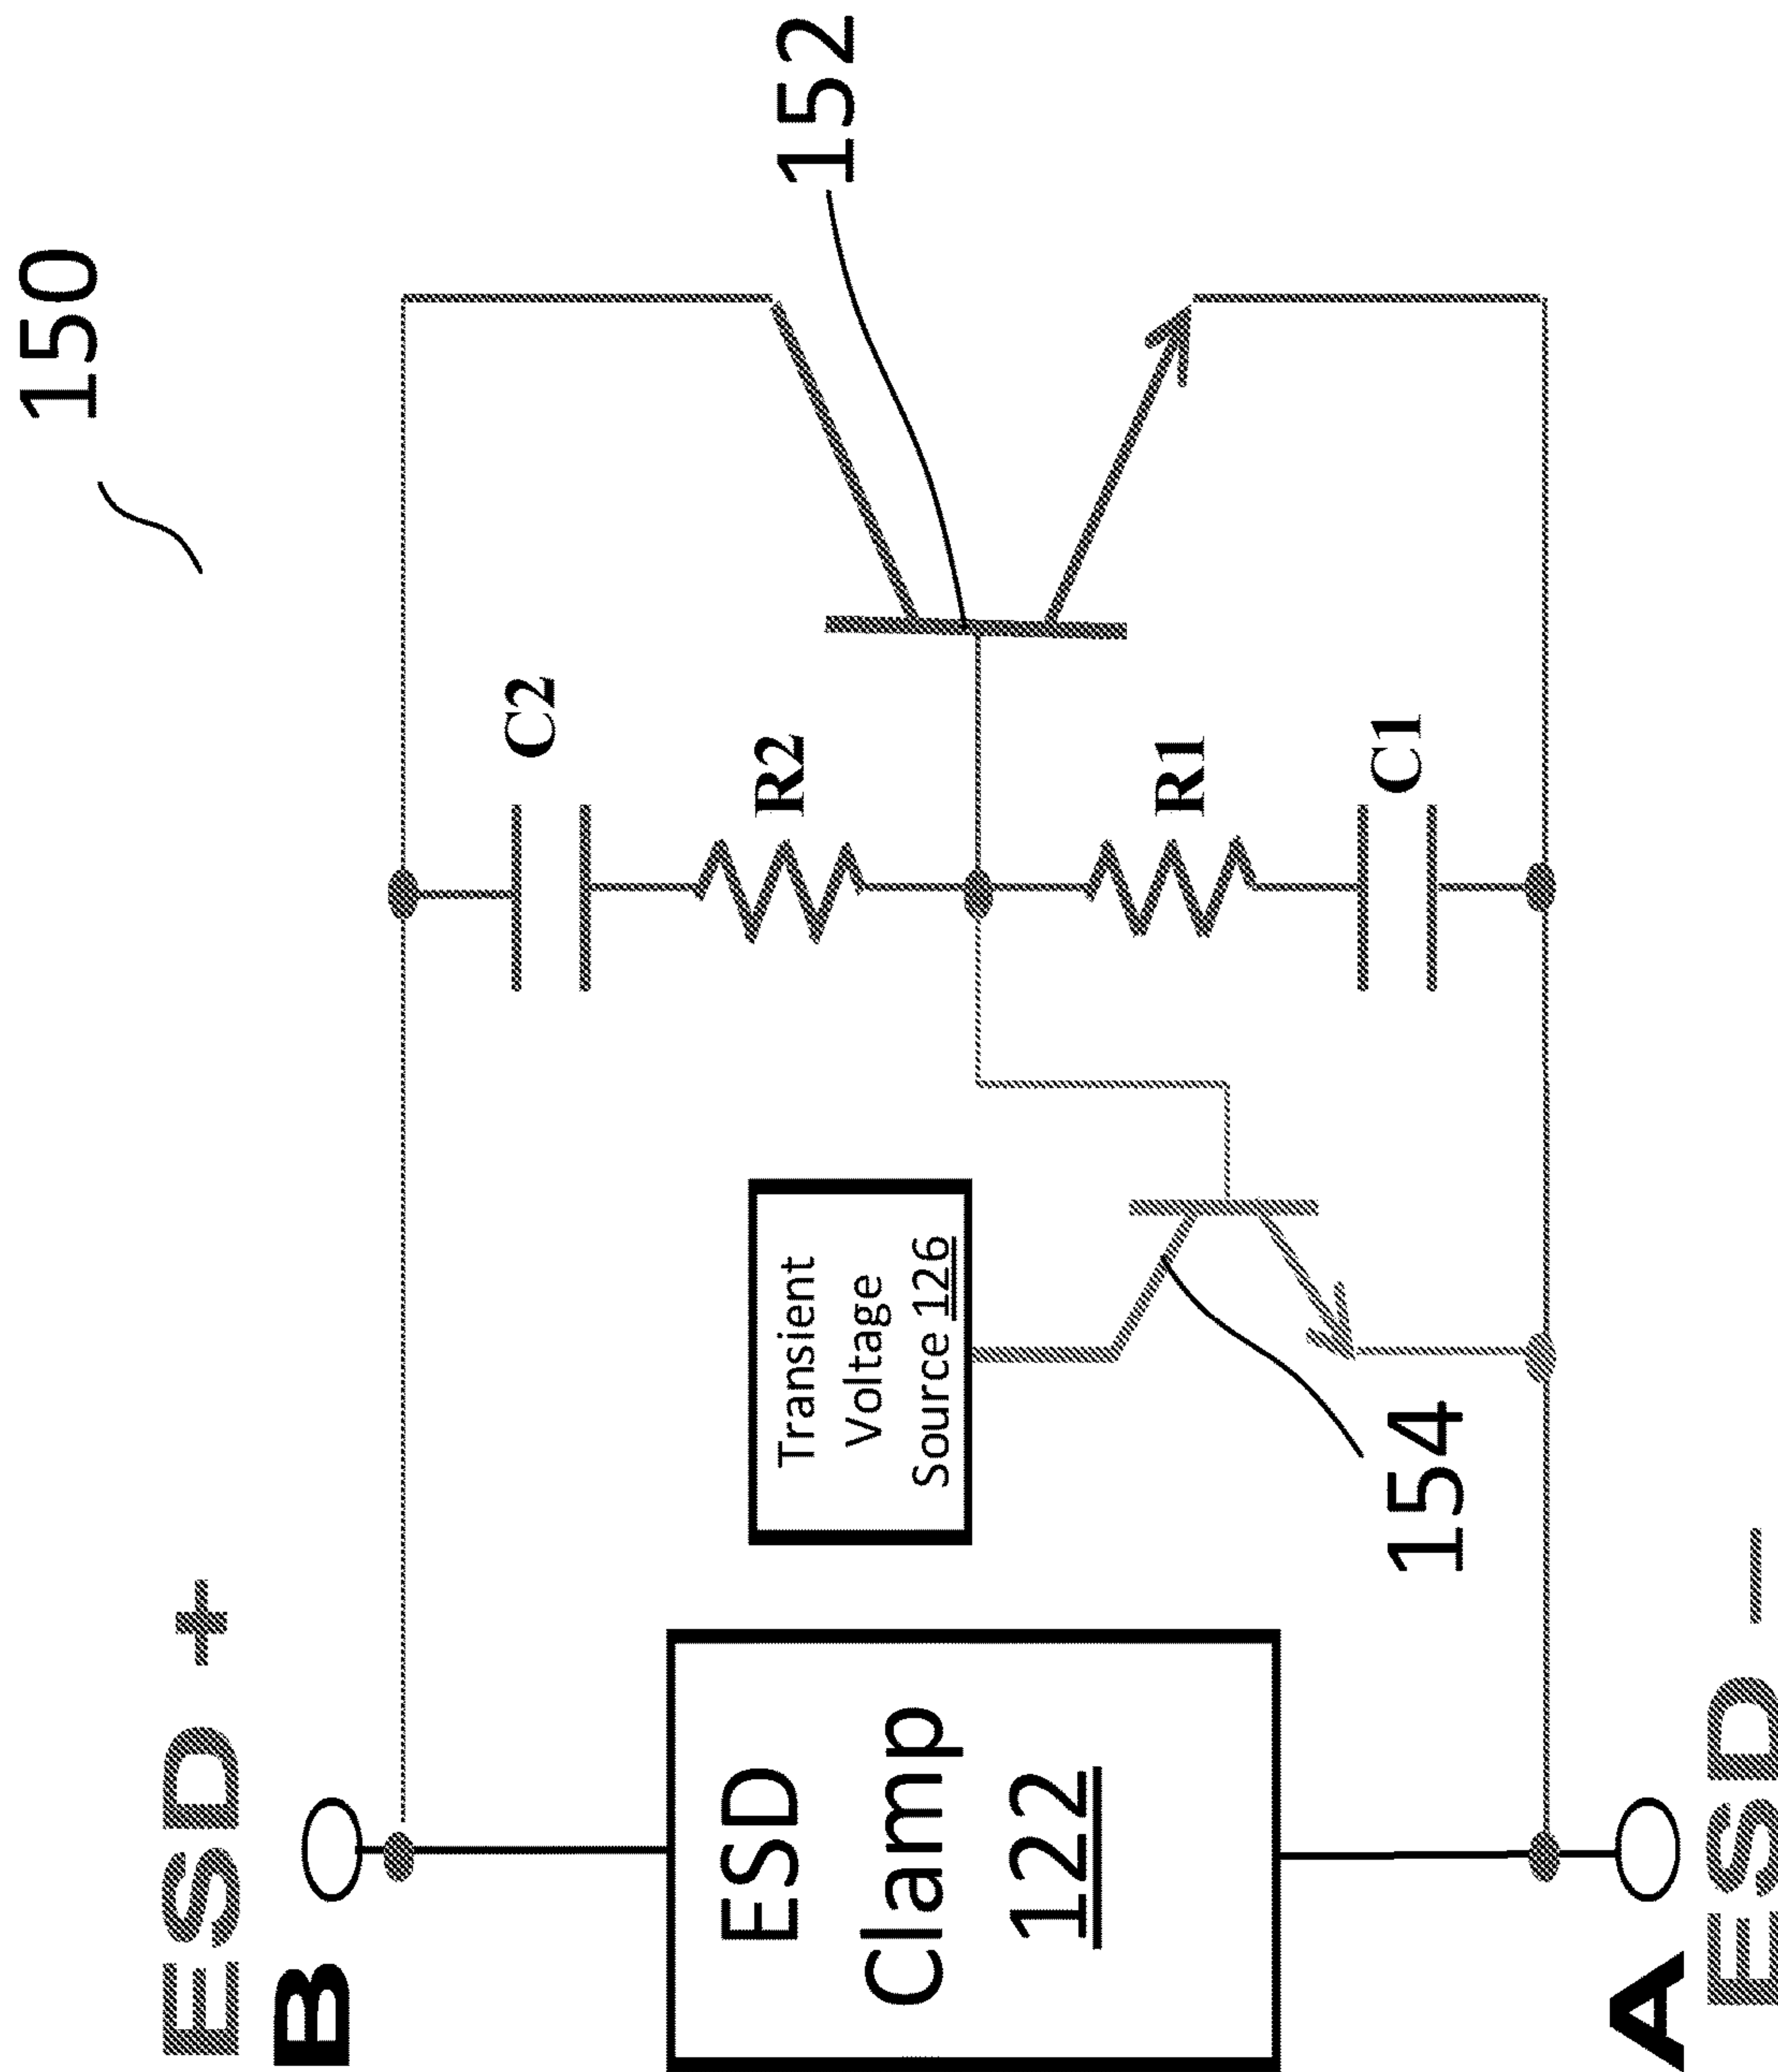 150
ESD +
B
C2
152
R2
Transient
Voltage
Source 126
ESD
Clamp
122
R1
C1
154
A
ESD −